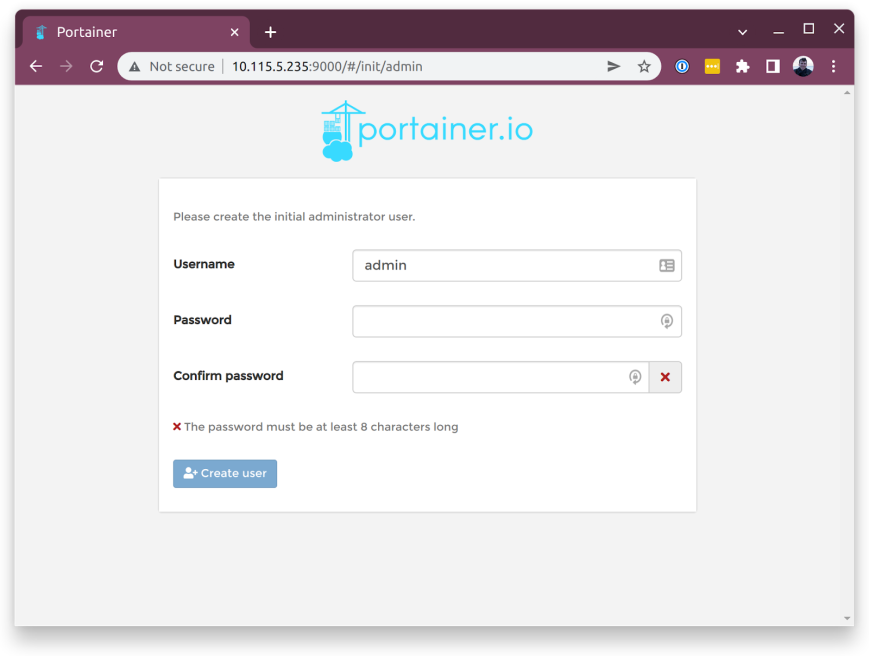 Portainer
Not secure | 10.115.5.235:9000/#/init/admin
portainer.io
Please create the initial administrator user.
Username
admin
Password
Confirm password
The password must be at least 8 characters long
Create user